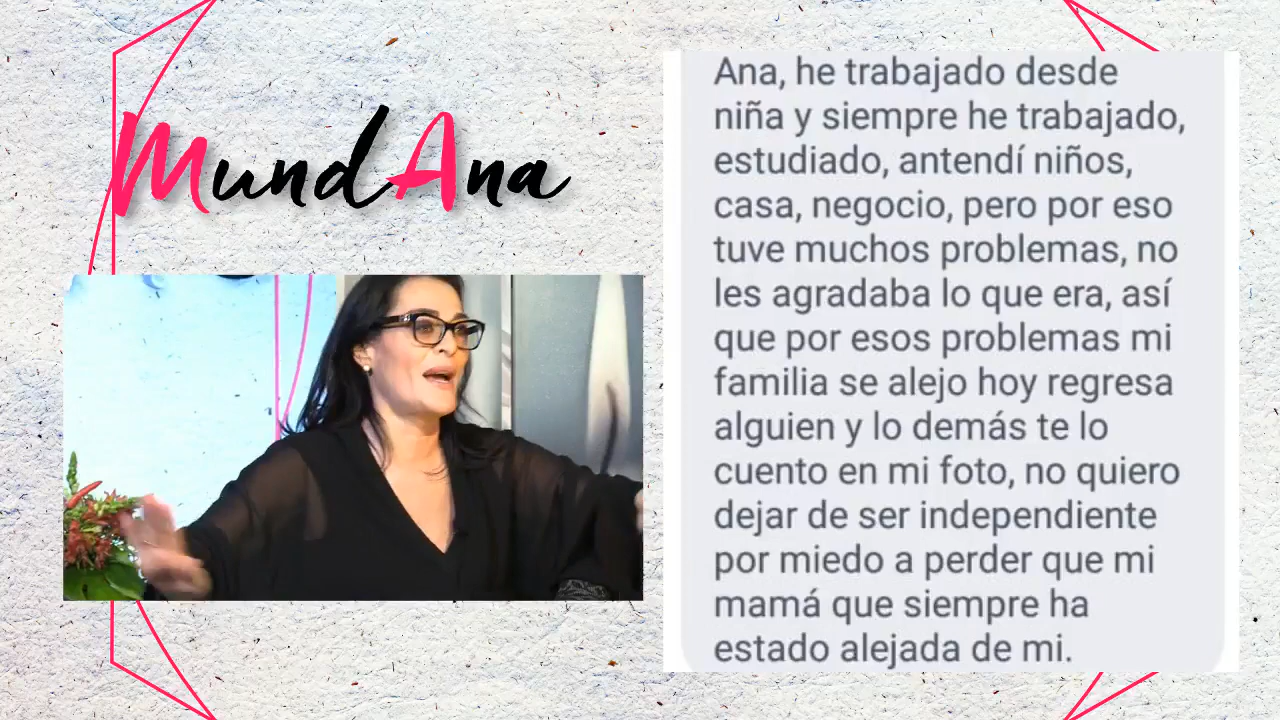 MundAna
Ana, he trabajado desde
niña y siempre he trabajado,
estudiado, antendí niños,
casa, negocio, pero por eso
tuve muchos problemas, no
les agradaba lo que era, así
que por esos problemas mi
familia se alejo hoy regresa
alguien y lo demás te lo
cuento en mi foto, no quiero
dejar de ser independiente
por miedo a perder que mi
mamá que siempre ha
estado alejada de mi.